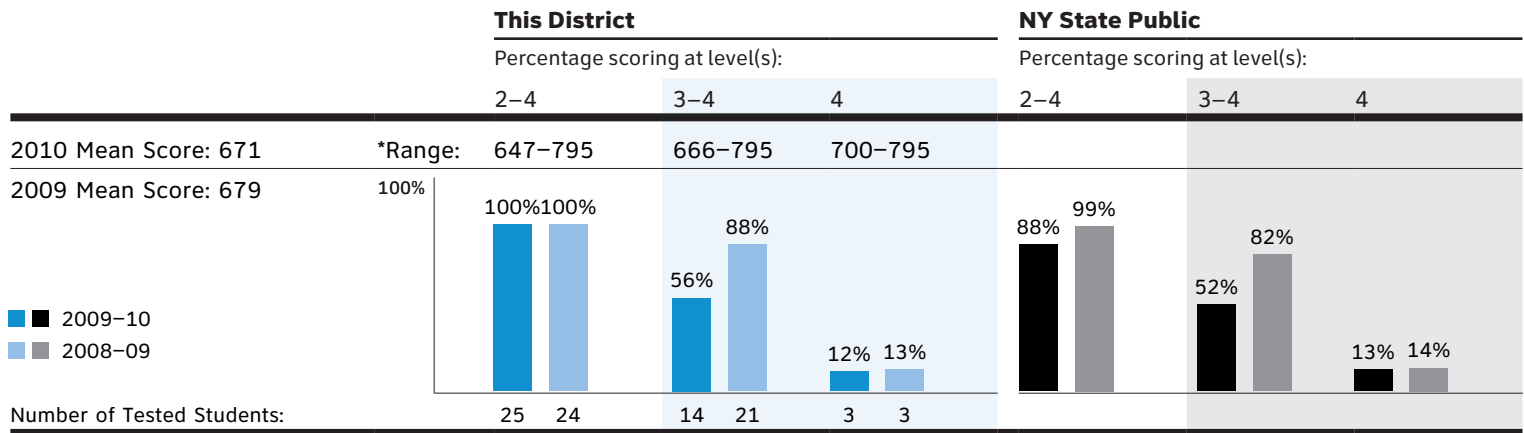 This District
NY State Public
Percentage scoring at level(s):
Percentage scoring at level(s):
2–4 3–4 4 2–4 3–4 4
2010 Mean Score: 671 *Range: 647–795 666–795 700–795
2009 Mean Score: 679
100%
100%100%
56% 88%
12% 13%
88% 99%
52% 82%
13% 14%
2009–10
2008–09
Number of Tested Students: 25 24 14 21 3 3